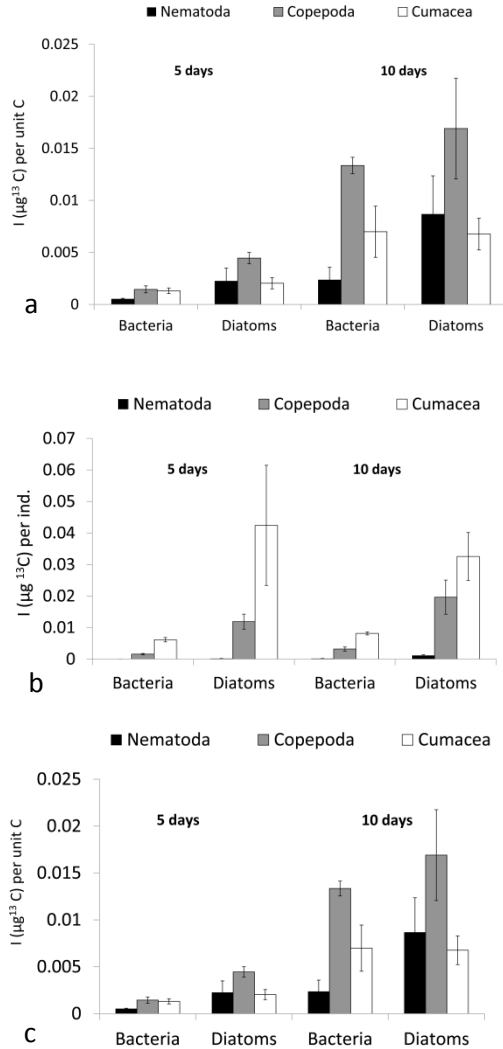 Nematoda Copepoda Cumacea
0.025
5 days 10 days
0.02
0.015
0.01
0.005
0
I (µg¹³ C) per unit C
Bacteria Diatoms Bacteria Diatoms
a
Nematoda Copepoda Cumacea
0.07
5 days 10 days
0.06
0.05
0.04
0.03
0.02
0.01
0
I (µg ¹³C) per ind.
Bacteria Diatoms Bacteria Diatoms
b
Nematoda Copepoda Cumacea
0.025
5 days 10 days
0.02
0.015
0.01
0.005
0
I (µg¹³ C) per unit C
Bacteria Diatoms Bacteria Diatoms
c